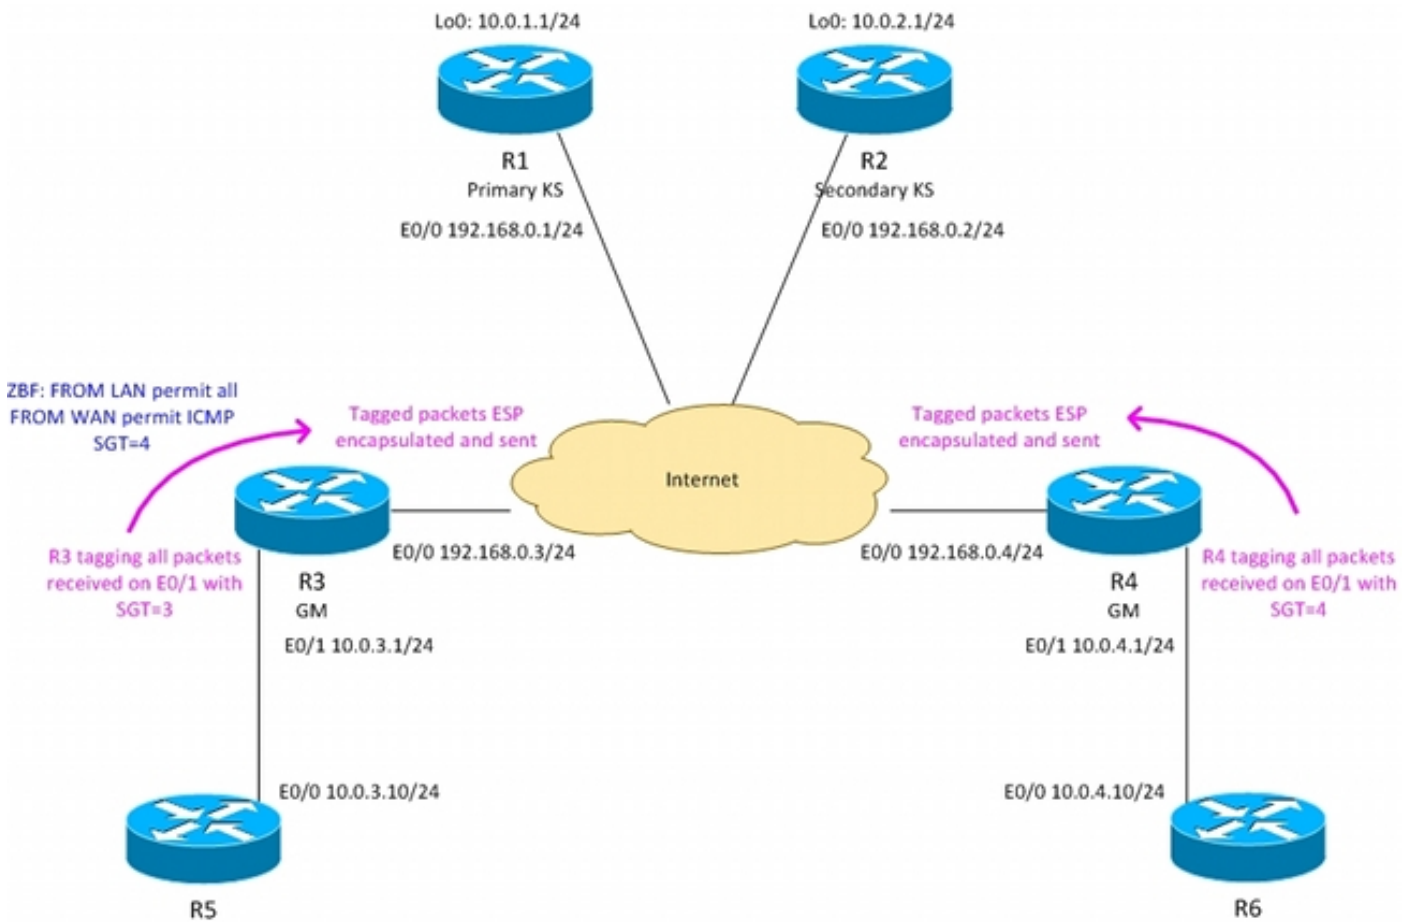 Lo0: 10.0.1.1/24
Lo0: 10.0.2.1/24
R1
Primary KS
E0/0 192.168.0.1/24
R2
Secondary KS
E0/0 192.168.0.2/24
ZBF: FROM LAN permit all
FROM WAN permit ICMP
SGT=4
Tagged packets ESP
encapsulated and sent
Tagged packets ESP
encapsulated and sent
Internet
R3 tagging all packets
received on E0/1 with
SGT=3
E0/0 192.168.0.3/24
R3
GM
E0/1 10.0.3.1/24
E0/0 192.168.0.4/24
R4
GM
E0/1 10.0.4.1/24
R4 tagging all packets
received on E0/1 with
SGT=4
E0/0 10.0.3.10/24
R5
E0/0 10.0.4.10/24
R6